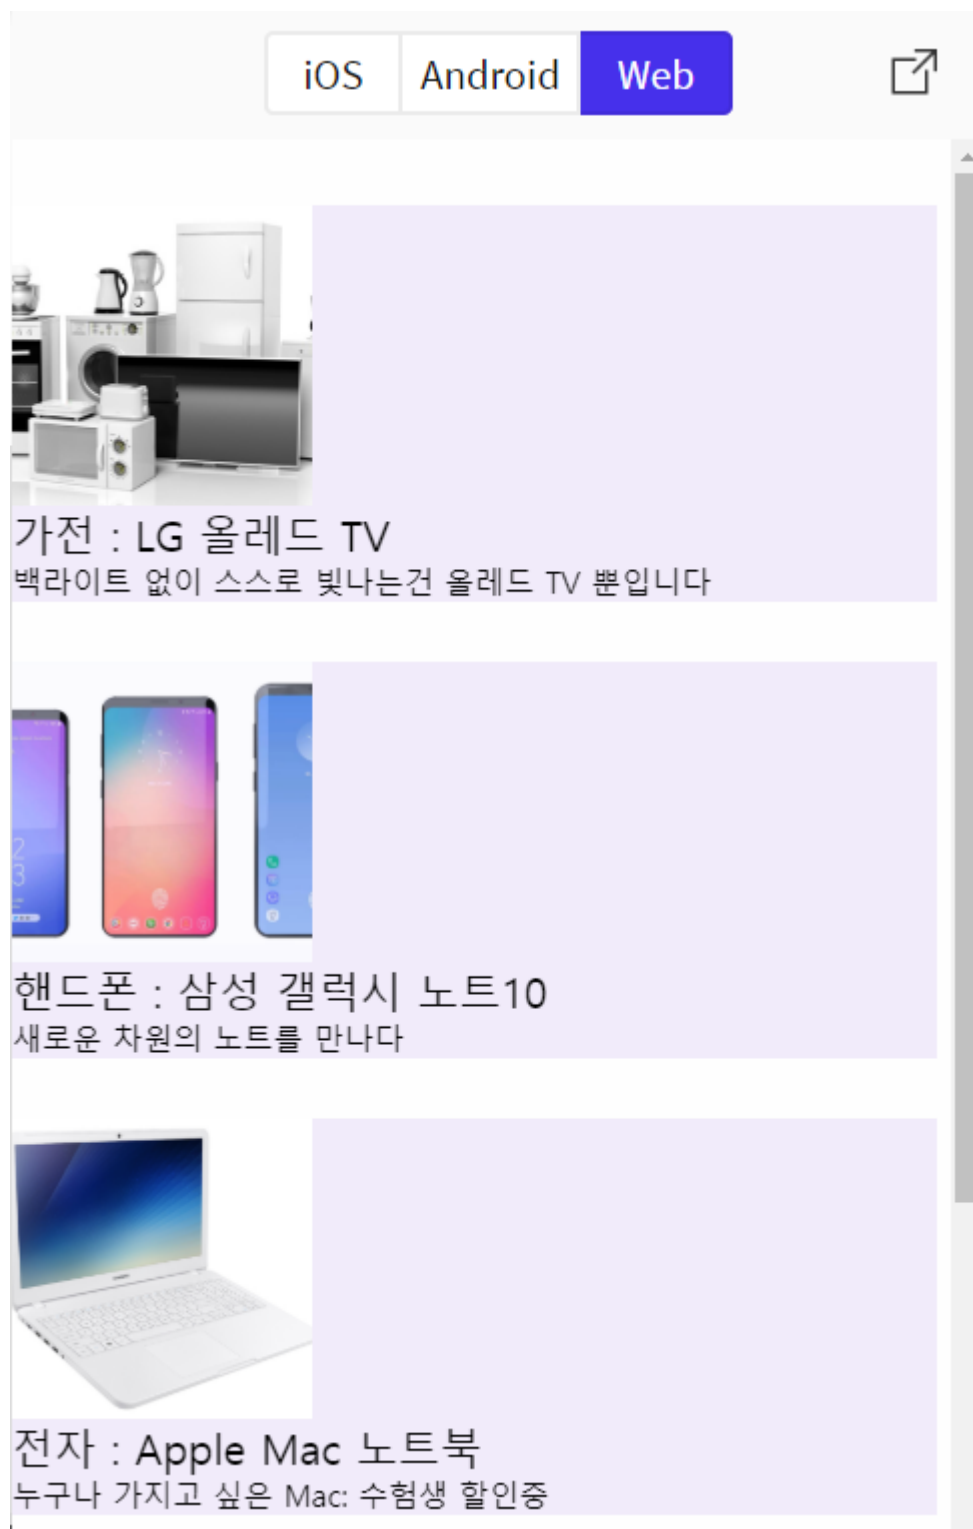 iOS Android Web
가전 : LG 올레드 TV
백라이트 없이 스스로 빛나는건 올레드 TV 뿐입니다
핸드폰 : 삼성 갤럭시 노트10
새로운 차원의 노트를 만나다
전자 : Apple Mac 노트북
누구나 가지고 싶은 Mac: 수험생 할인중